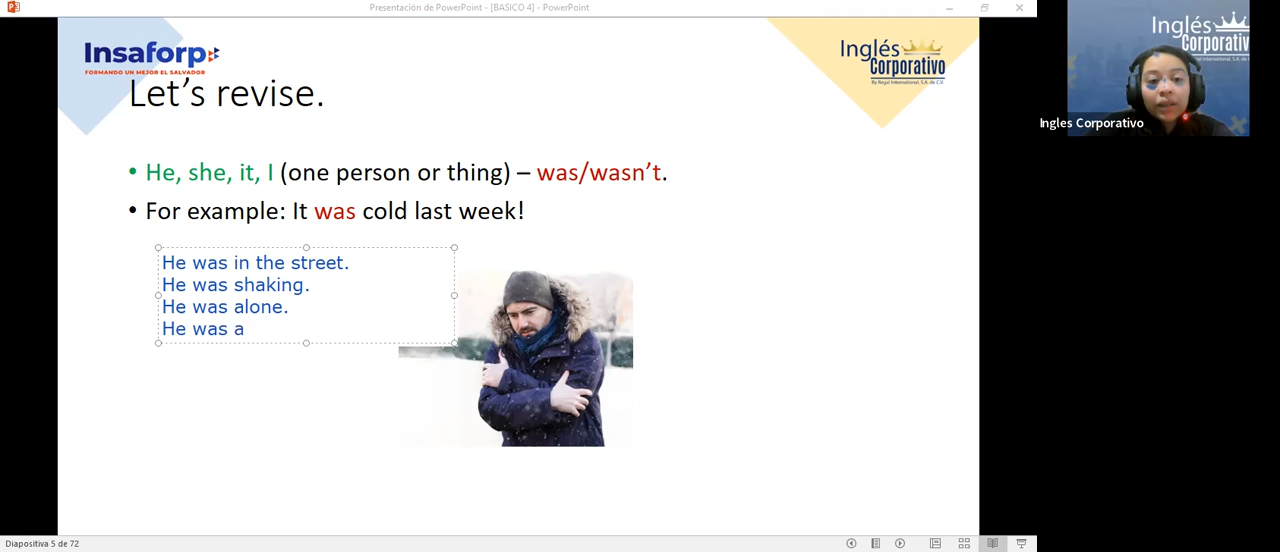 Presentación de PowerPoint - [BASICO 4] - PowerPoint
Insaforp
FORMANDO UN MEJOR EL SALVADOR
Inglés
Corporativo
By Regal International, S.A. de C.V.
Let's revise.
• He, she, it, I (one person or thing) – was/wasn't.
• For example: It was cold last week!
He was in the street.
He was shaking.
He was alone.
He was a
Diapositiva 5 de 72
Inglés
Corporativo
Ingles Corporativo